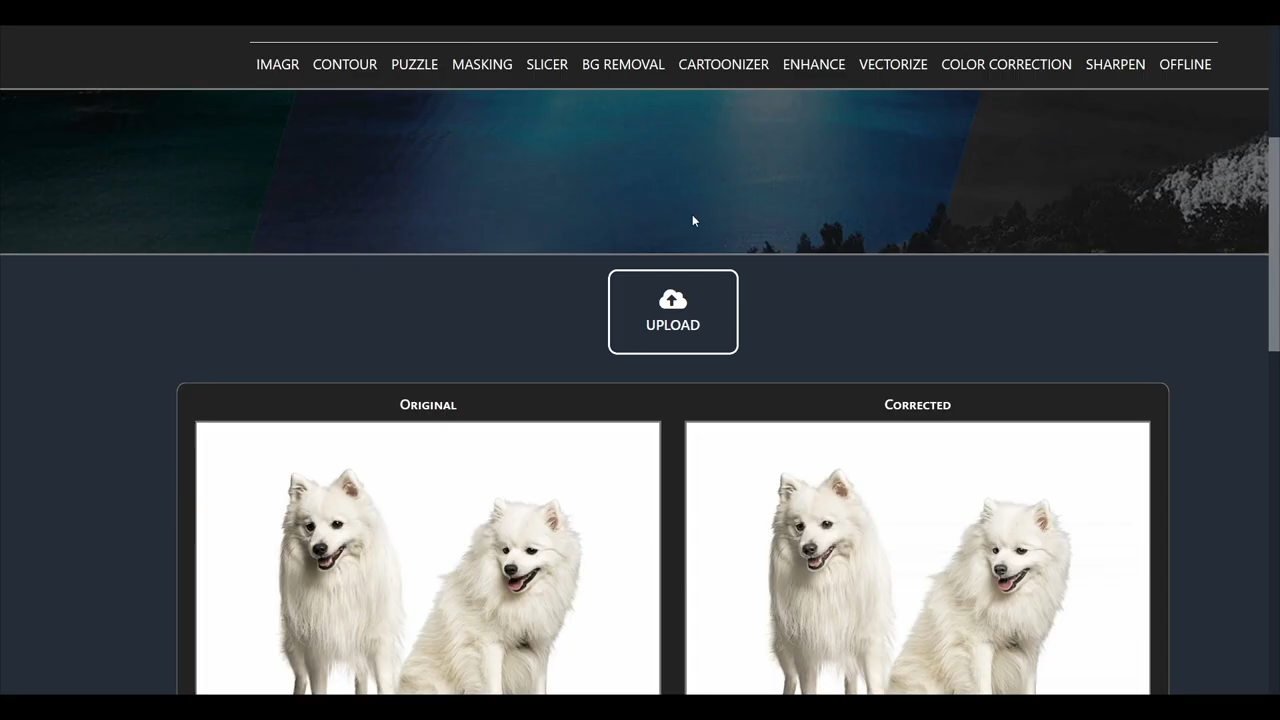 IMAGR CONTOUR PUZZLE MASKING SLICER BG REMOVAL CARTOONIZER ENHANCE VECTORIZE COLOR CORRECTION SHARPEN OFFLINE
UPLOAD
Original Corrected